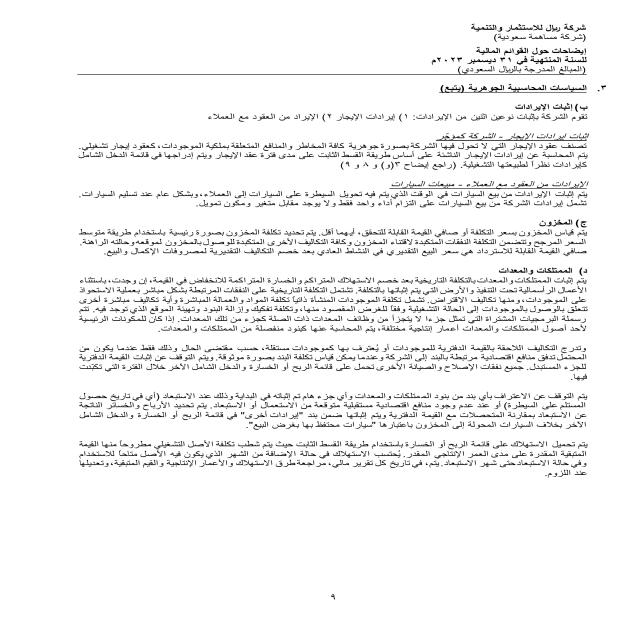 شركة ريال للاستثمار والتنمية
(شركة مساهمة سعودية)
إيضاحات حول القوائم المالية
للسنة المنتهية في ٣١ ديسمبر ٢٠٢٣م
(المبالغ المدرجة بالريال السعودي)
٣. السياسات المحاسبية الجوهرية (يتبع)
ب) إثبات الإيرادات
تقوم الشركة بإثبات نوعين اثنين من الإيرادات: ١) إيرادات الإيجار ٢) الإيراد من العقود مع العملاء
إثبات إيرادات الإيجار - الشركة كمؤجّر
تصنف عقود الإيجار التي لا تحول فيها الشركة بصورة جوهرية كافة المخاطر والمنافع المتعلقة بملكية الموجودات، كعقود إيجار تشغيلي.
يتم المحاسبة عن إيرادات الإيجار الناشئة على أساس طريقة القسط الثابت على مدى فترة عقد الإيجار ويتم إدراجها في قائمة الدخل الشامل
كإيرادات نظراً لطبيعتها التشغيلية. (راجع إيضاح ٣(و) و ٨ و ٩)
الإيرادات من العقود مع العملاء - مبيعات السيارات
يتم إثبات الإيرادات من بيع السيارات في الوقت الذي يتم فيه تحويل السيطرة على السيارات إلى العملاء، وبشكل عام عند تسليم السيارات.
تشمل إيرادات الشركة من بيع السيارات على التزام أداء واحد فقط ولا يوجد مقابل متغير ومكون تمويل.
ج) المخزون
يتم قياس المخزون بسعر التكلفة أو صافي القيمة القابلة للتحقق، أيهما أقل. يتم تحديد تكلفة المخزون بصورة رئيسية باستخدام طريقة متوسط
السعر المرجح وتتضمن التكلفة النفقات المتكبدة لاقتناء المخزون وكافة التكاليف الأخرى المتكبدة للوصول بالمخزون لموقعه وحالته الراهنة.
صافي القيمة القابلة للاسترداد هي سعر البيع التقديري في النشاط العادي بعد خصم التكاليف التقديرية لمصروفات الإكمال والبيع.
د) الممتلكات والمعدات
يتم إثبات الممتلكات والمعدات بالتكلفة التاريخية بعد خصم الاستهلاك المتراكم والخسارة المتراكمة للانخفاض في القيمة، إن وجدت، باستثناء
الأعمال الرأسمالية تحت التنفيذ والأرض التي يتم إثباتها بالتكلفة. تشتمل التكلفة التاريخية على النفقات المرتبطة بشكل مباشر بعملية الاستحواذ
على الموجودات، ومنها تكاليف الاقتراض. تشمل تكلفة الموجودات المنشأة ذاتياً تكلفة المواد والعمالة المباشرة وأية تكاليف مباشرة أخرى
تتعلق بالوصول بالموجودات إلى الحالة التشغيلية وفقاً للغرض المقصود منها، وتكلفة تفكيك وإزالة البنود وتهيئة الموقع الذي توجد فيه. تتم
رسملة البرمجيات المشتراة التي تمثل جزءا لا يتجزأ من وظائف المعدات ذات الصلة كجزء من تلك المعدات. إذا كان للمكونات الرئيسية
لأحد أصول الممتلكات والمعدات أعمار إنتاجية مختلفة، يتم المحاسبة عنها كبنود منفصلة من الممتلكات والمعدات.
وتدرج التكاليف اللاحقة بالقيمة الدفترية للموجودات أو يُعترف بها كموجودات مستقلة، حسب مقتضى الحال وذلك فقط عندما يكون من
المحتمل تدفق منافع اقتصادية مرتبطة بالبند إلى الشركة وعندما يمكن قياس تكلفة البند بصورة موثوقة. ويتم التوقف عن إثبات القيمة الدفترية
للجزء المستبدل. جميع نفقات الإصلاح والصيانة الأخرى تحمل على قائمة الربح أو الخسارة والدخل الشامل الآخر خلال الفترة التي تكبدت
فيها.
يتم التوقف عن الاعتراف بأي بند من بنود الممتلكات والمعدات وأي جزء هام تم إثباته في البداية وذلك عند الاستبعاد (أي في تاريخ حصول
المستلم على السيطرة) أو عند عدم وجود منافع اقتصادية مستقبلية متوقعة من الاستعمال أو الاستبعاد. يتم تحديد الأرباح والخسائر الناتجة
عن الاستبعاد بمقارنة المتحصلات مع القيمة الدفترية ويتم إثباتها ضمن بند "إيرادات أخرى" في قائمة الربح أو الخسارة والدخل الشامل
الآخر بخلاف السيارات المحولة إلى المخزون باعتبارها "سيارات محتفظ بها بغرض البيع".
يتم تحميل الاستهلاك على قائمة الربح أو الخسارة باستخدام طريقة القسط الثابت حيث يتم شطب تكلفة الأصل التشغيلي مطروحاً منها القيمة
المتبقية المقدرة على مدى العمر الإنتاجي المقدر. يُحتسب الاستهلاك في حالة الإضافة من الشهر الذي يكون فيه الأصل متاحاً للاستخدام
وفي حالة الاستبعاد حتى شهر الاستبعاد. يتم، في تاريخ كل تقرير مالي، مراجعة طرق الاستهلاك والأعمار الإنتاجية والقيم المتبقية، وتعديلها
عند اللزوم.
٩